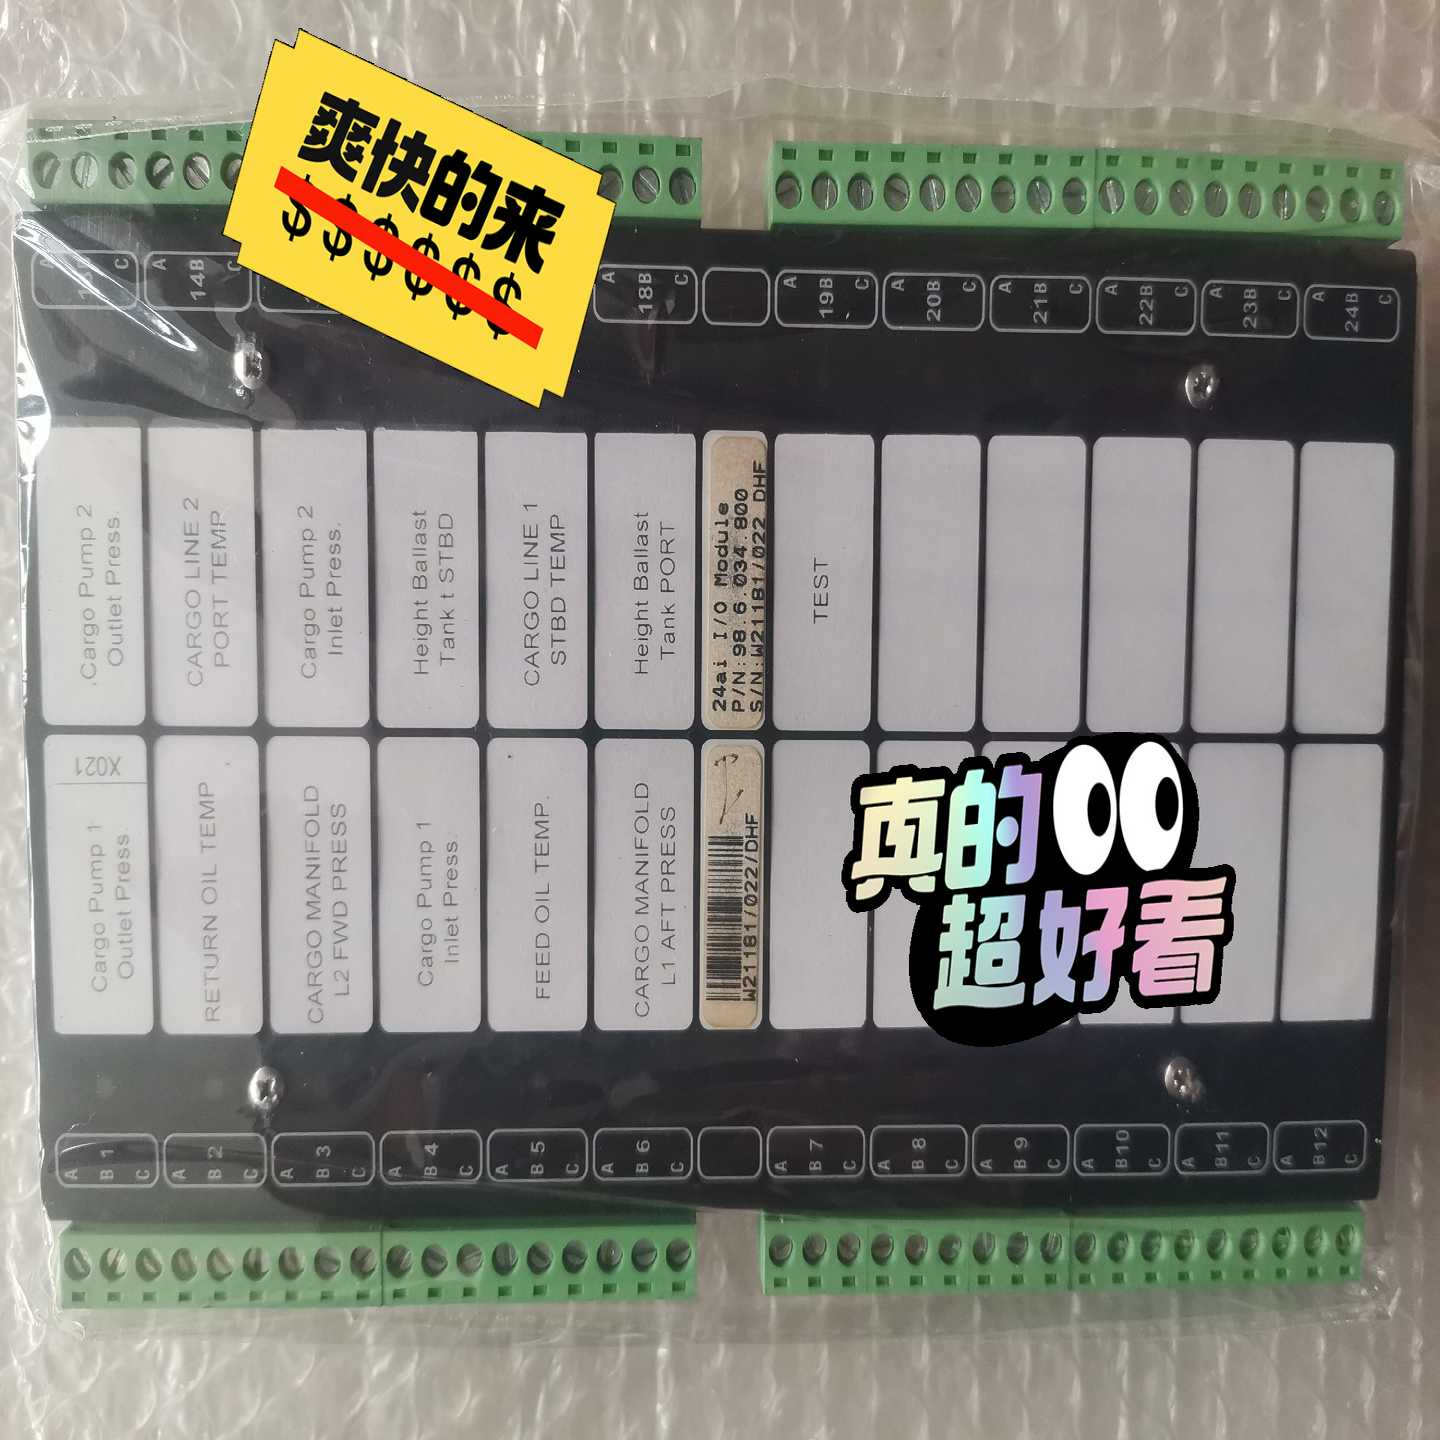 爽快的来
$$$$$$
A
C
A
14B
C
A
18B
C
A
19B
C
A
20B
C
A
21B
C
A
22B
C
A
23B
C
A
24B
C
.Cargo Pump 2
Outlet Press.
CARGO LINE 2
PORT TEMP
Cargo Pump 2
Inlet Press.
Height Ballast
Tank t STBD
CARGO LINE 1
STBD TEMP
Height Ballast
Tank PORT
24ai I/O Module
P/N:98.6.034.800
S/N:W21181/022 DHF
TEST
X021
Cargo Pump 1
Outlet Press.
RETURN OIL TEMP
CARGO MANIFOLD
L2 FWD PRESS
Cargo Pump 1
Inlet Press.
FEED OIL TEMP.
CARGO MANIFOLD
L1 AFT PRESS
W21181/022/DHF
真的
超好看
A
B 1
C
A
B 2
C
A
B 3
C
A
B 4
C
A
B 5
C
A
B 6
C
A
B 7
C
A
B 8
C
A
B 9
C
A
B10
C
A
B11
C
A
B12
C